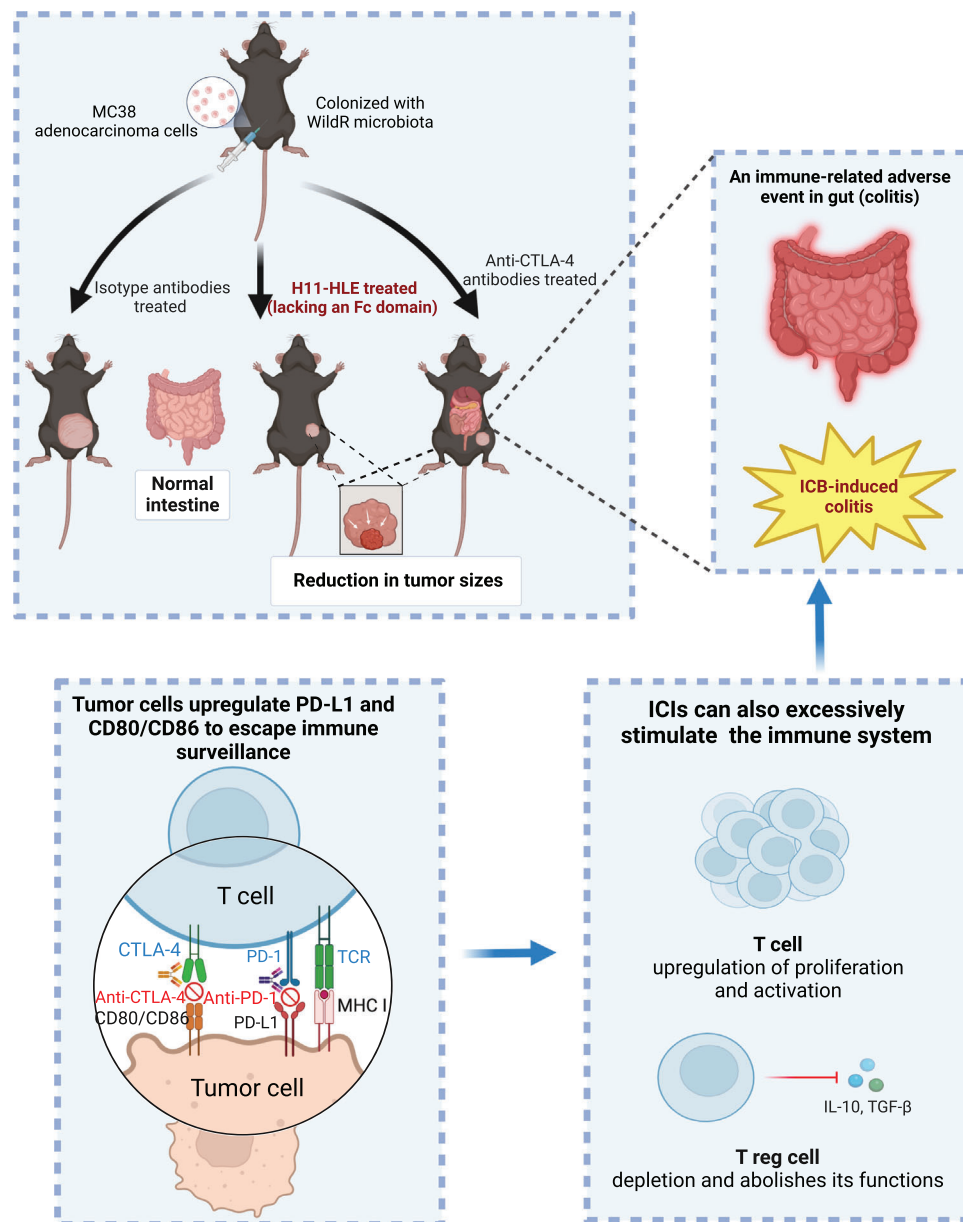 MC38
adenocarcinoma cells
Colonized with
WildR microbiota
Isotype antibodies
treated
H11-HLE treated
(lacking an Fc domain)
Anti-CTLA-4
antibodies treated
Normal
intestine
Reduction in tumor sizes
An immune-related adverse
event in gut (colitis)
ICB-induced
colitis
Tumor cells upregulate PD-L1 and
CD80/CD86 to escape immune
surveillance
T cell
CTLA-4
PD-1
TCR
Anti-CTLA-4
Anti-PD-1
CD80/CD86
PD-L1
MHC I
Tumor cell
ICIs can also excessively
stimulate the immune system
T cell
upregulation of proliferation
and activation
IL-10, TGF-β
T reg cell
depletion and abolishes its functions